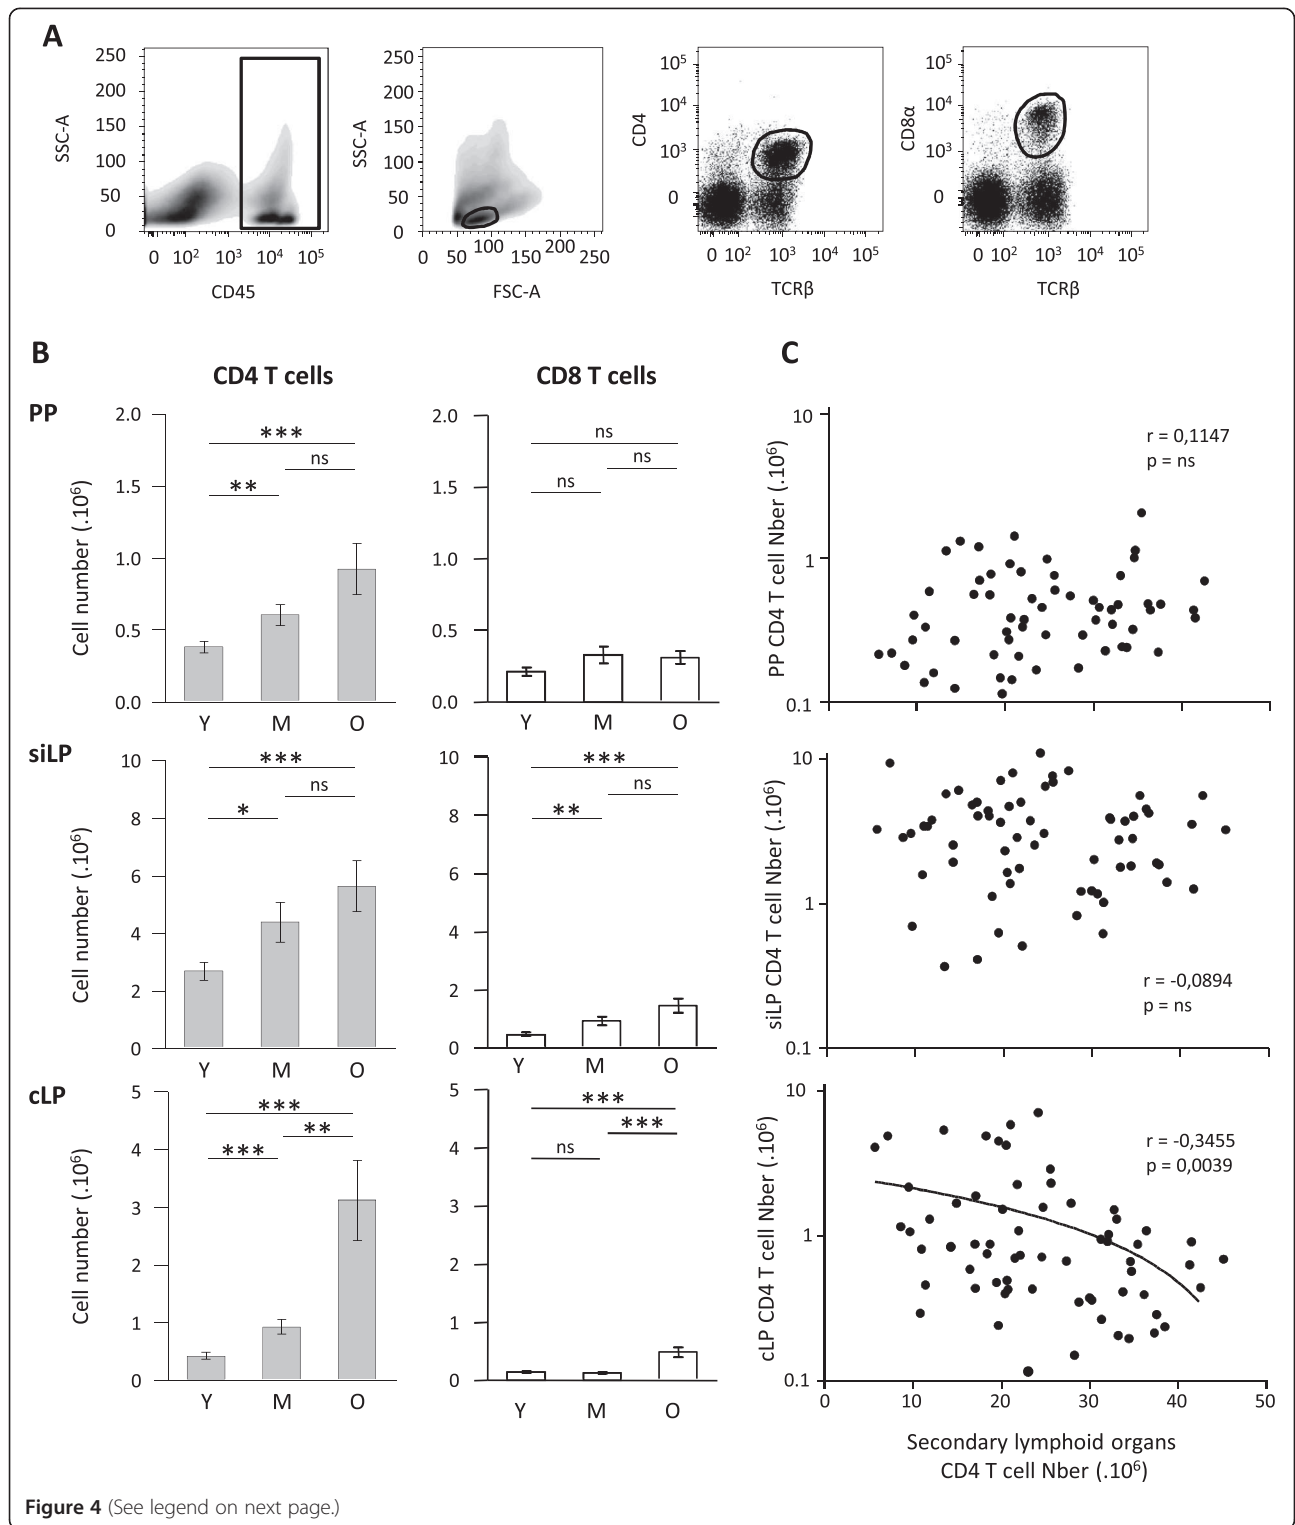 A
250
200
150
100
50
0
SSC-A
0 10² 10³ 10⁴ 10⁵
CD45
250
200
150
100
50
0
SSC-A
0 50 100 150 200 250
FSC-A
10⁵
10⁴
10³
0
CD4
0 10² 10³ 10⁴ 10⁵
TCRβ
10⁵
10⁴
10³
0
CD8α
0 10² 10³ 10⁴ 10⁵
TCRβ
B
CD4 T cells
CD8 T cells
PP
2.0
1.5
1.0
0.5
0.0
Cell number (.10⁶)
***
ns
**
Y M O
2.0
1.5
1.0
0.5
0.0
ns
ns
ns
Y M O
siLP
10
8
6
4
2
0
Cell number (.10⁶)
***
ns
*
Y M O
10
8
6
4
2
0
***
ns
**
Y M O
cLP
5
4
3
2
1
0
Cell number (.10⁶)
***
**
***
Y M O
5
4
3
2
1
0
***
***
ns
Y M O
C
10
1
0.1
PP CD4 T cell Nber (.10⁶)
r = 0,1147
p = ns
10
1
0.1
siLP CD4 T cell Nber (.10⁶)
r = -0,0894
p = ns
10
1
0.1
cLP CD4 T cell Nber (.10⁶)
r = -0,3455
p = 0,0039
0 10 20 30 40 50
Secondary lymphoid organs
CD4 T cell Nber (.10⁶)
Figure 4 (See legend on next page.)